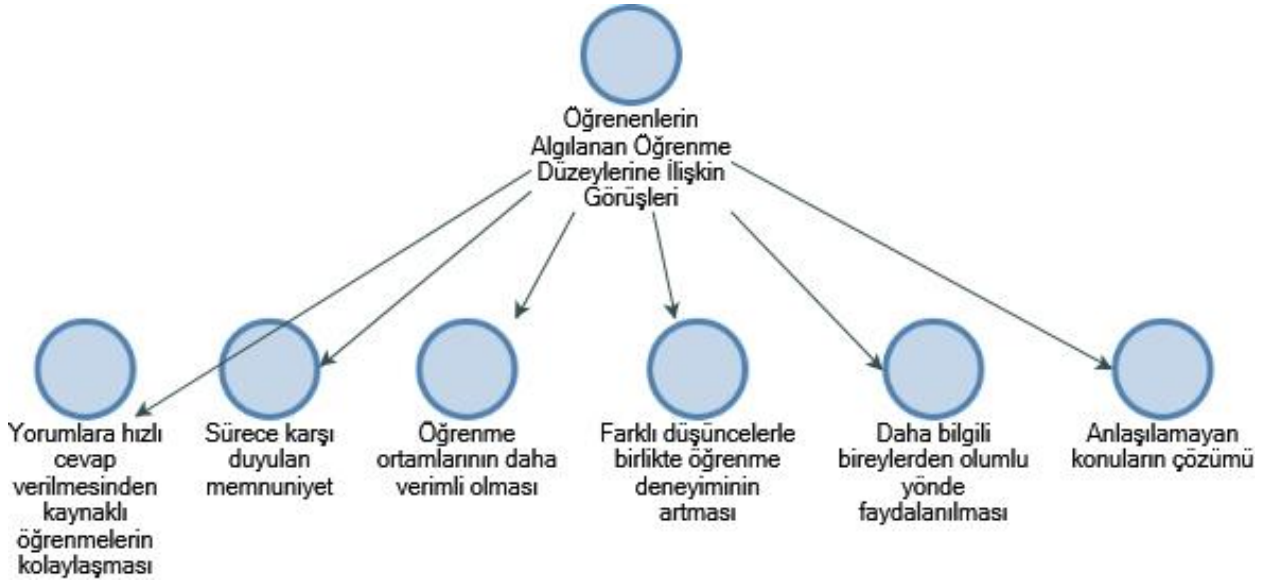 Öğrenenlerin
Algılanan Öğrenme
Düzeylerine İlişkin
Görüşleri
Yorumlara hızlı
cevap
verilmesinden
kaynaklı
öğrenmelerin
kolaylaşması
Sürece karşı
duyulan
memnuniyet
Öğrenme
ortamlarının daha
verimli olması
Farklı düşüncelerle
birlikte öğrenme
deneyiminin
artması
Daha bilgili
bireylerden olumlu
yönde
faydalanılması
Anlaşılamayan
konuların çözümü